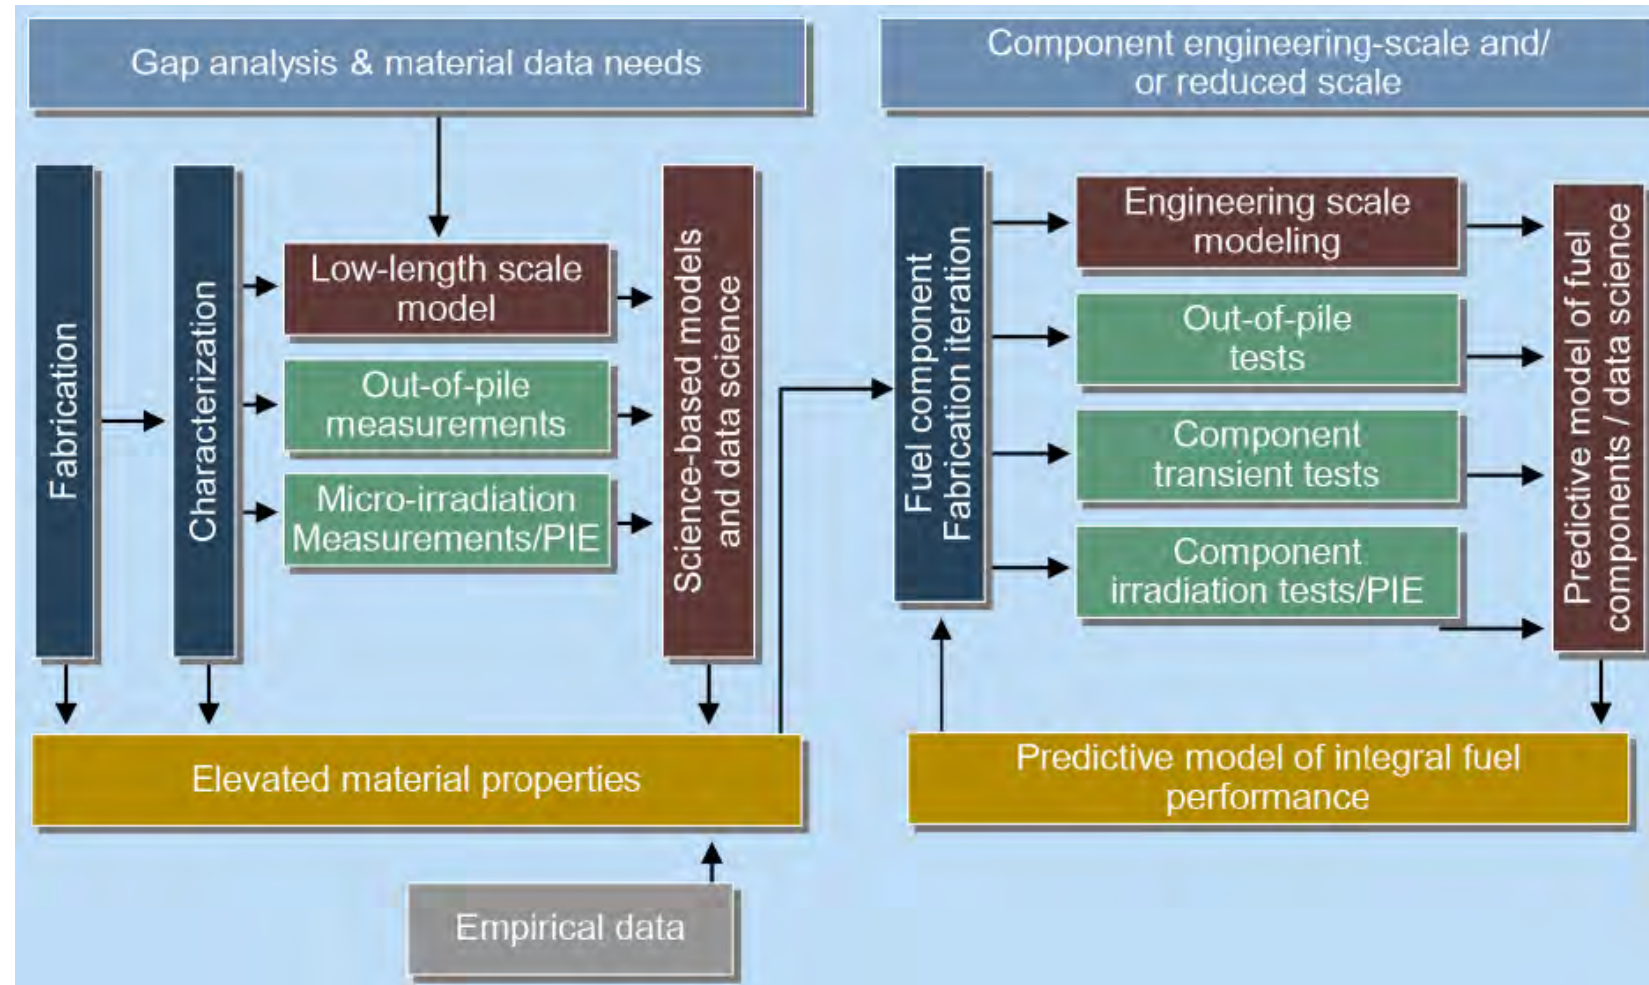 Gap analysis & material data needs
Fabrication
Characterization
Low-length scale
model
Out-of-pile
measurements
Micro-irradiation
Measurements/PIE
Science-based models
and data science
Elevated material properties
Empirical data
Component engineering-scale and/
or reduced scale
Fuel component
Fabrication iteration
Engineering scale
modeling
Out-of-pile
tests
Component
transient tests
Component
irradiation tests/PIE
Predictive model of fuel
components / data science
Predictive model of integral fuel
performance